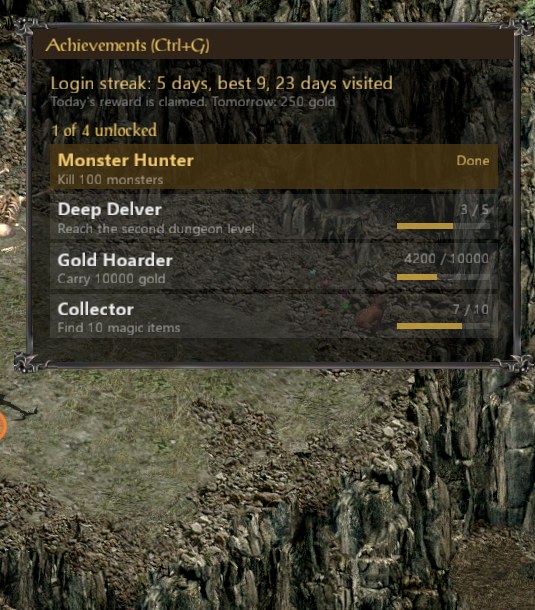 Achievements (Ctrl+G)
Login streak: 5 days, best 9, 23 days visited
Today's reward is claimed. Tomorrow: 250 gold
1 of 4 unlocked
Monster Hunter Done
Kill 100 monsters
Deep Delver 3 / 5
Reach the second dungeon level
Gold Hoarder 4200 / 10000
Carry 10000 gold
Collector 7 / 10
Find 10 magic items